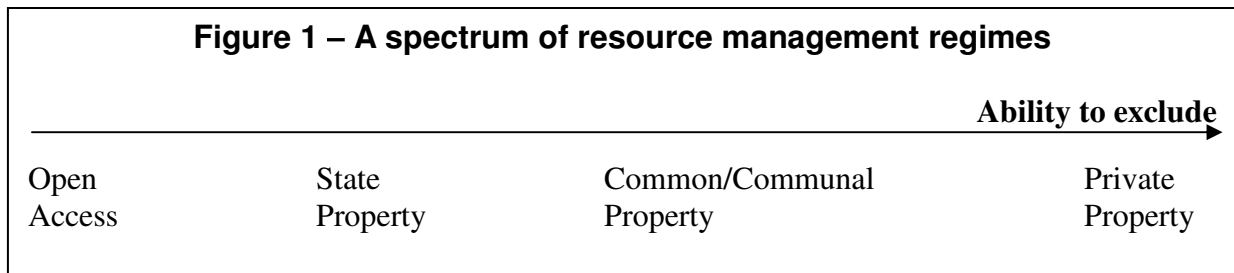 Figure 1 – A spectrum of resource management regimes
Ability to exclude
Open State Common/Communal Private
Access Property Property Property